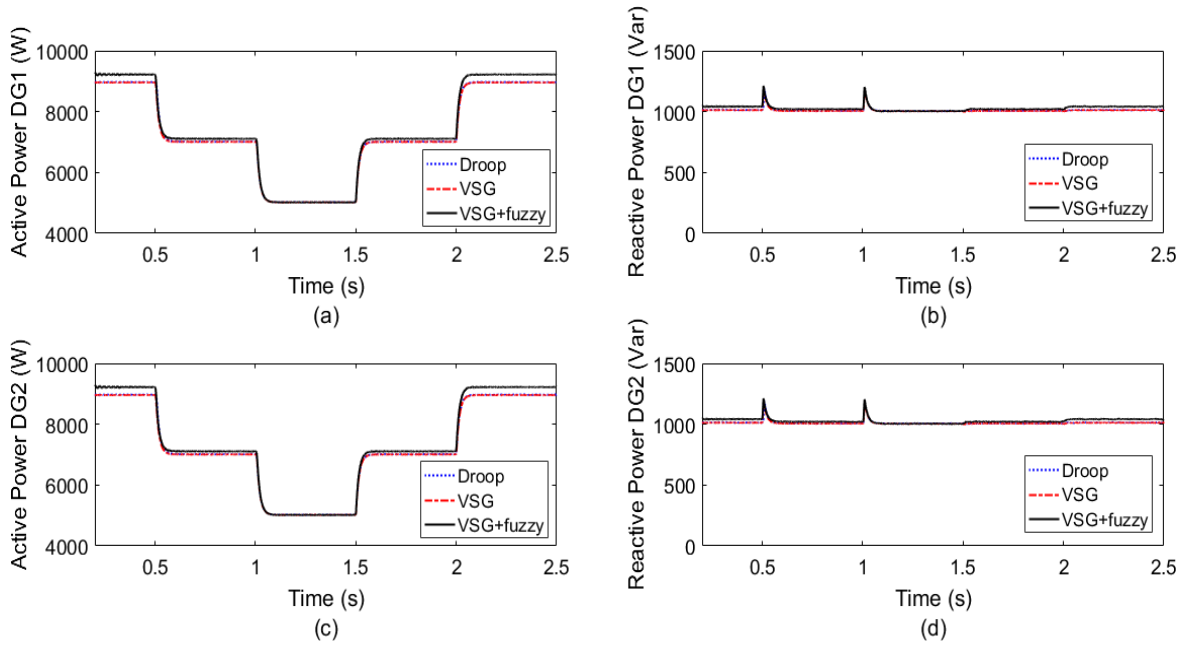 Active Power DG1 (W)
10000
8000
6000
4000
Droop
VSG
VSG+fuzzy
0.5
1
1.5
2
2.5
Time (s)
(a)
Reactive Power DG1 (Var)
1500
1000
500
0
Droop
VSG
VSG+fuzzy
0.5
1
1.5
2
2.5
Time (s)
(b)
Active Power DG2 (W)
10000
8000
6000
4000
Droop
VSG
VSG+fuzzy
0.5
1
1.5
2
2.5
Time (s)
(c)
Reactive Power DG2 (Var)
1500
1000
500
0
Droop
VSG
VSG+fuzzy
0.5
1
1.5
2
2.5
Time (s)
(d)